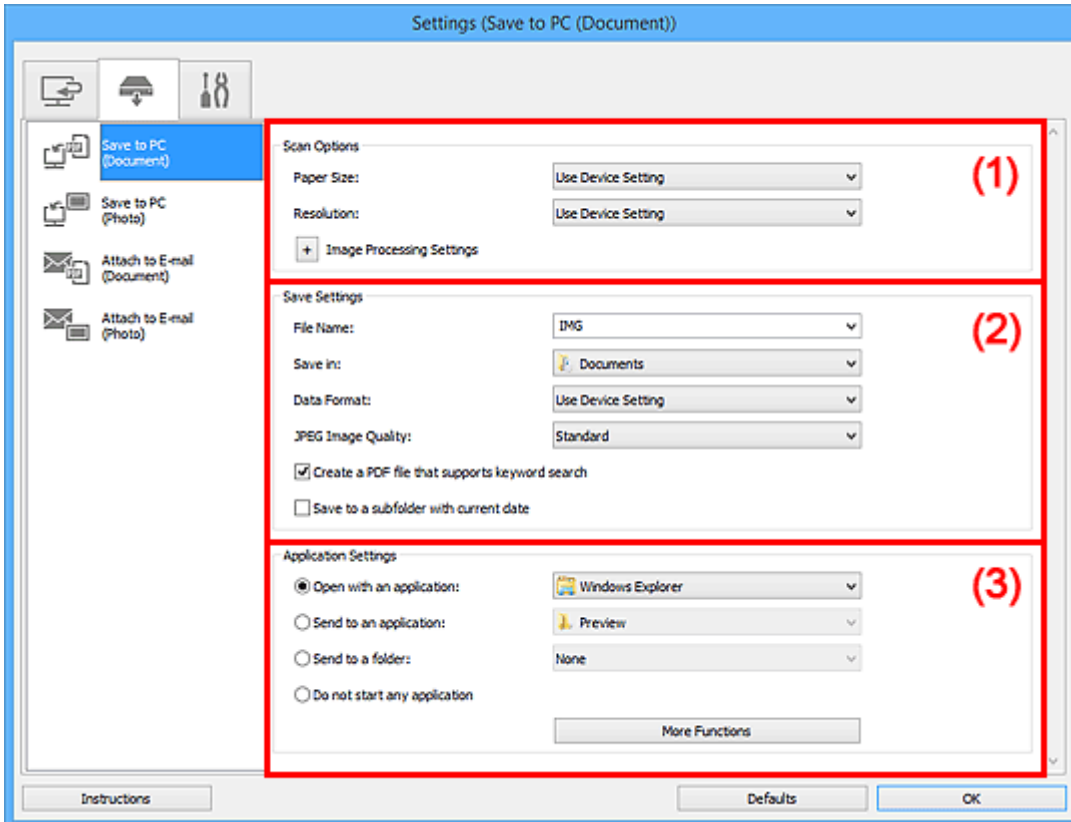 Settings (Save to PC (Document))
Save to PC
(Document)
Save to PC
(Photo)
Attach to E-mail
(Document)
Attach to E-mail
(Photo)
Scan Options
(1)
Paper Size: Use Device Setting
Resolution: Use Device Setting
+ Image Processing Settings
Save Settings
(2)
File Name: IMG
Save in: Documents
Data Format: Use Device Setting
JPEG Image Quality: Standard
Create a PDF file that supports keyword search
Save to a subfolder with current date
Application Settings
(3)
Open with an application: Windows Explorer
Send to an application: Preview
Send to a folder: None
Do not start any application
More Functions
Instructions Defaults OK